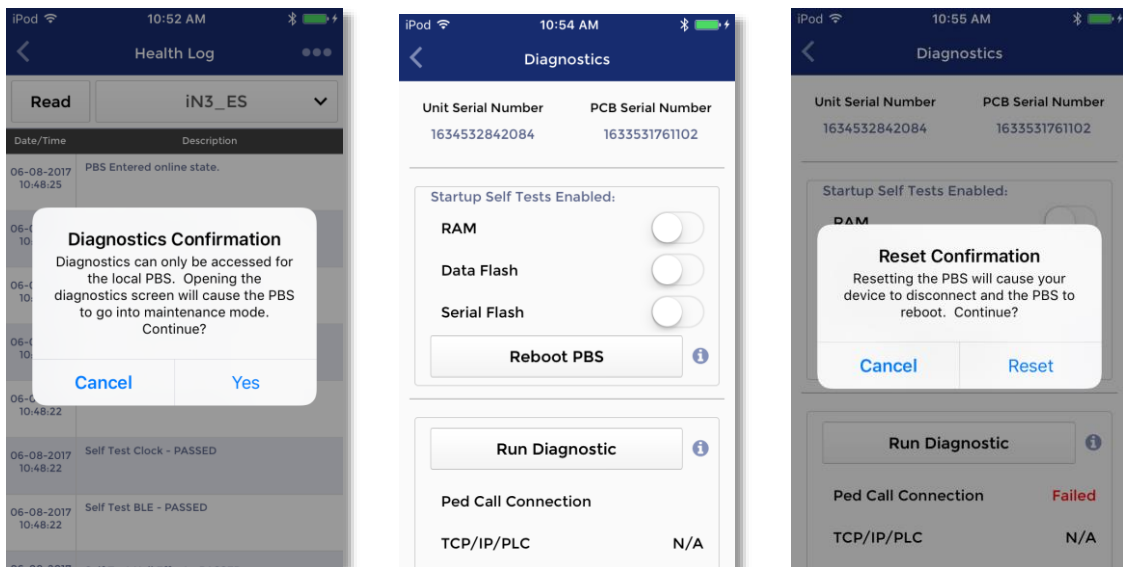 iPod 10:52 AM
Health Log
Read iN3_ES
Date/Time Description
06-08-2017 PBS Entered online state.
10:48:25
Diagnostics Confirmation
Diagnostics can only be accessed for
the local PBS. Opening the
diagnostics screen will cause the PBS
to go into maintenance mode.
Continue?
Cancel Yes
10:48:22
06-08-2017 Self Test Clock - PASSED
10:48:22
06-08-2017 Self Test BLE - PASSED
10:48:22
iPod 10:54 AM
Diagnostics
Unit Serial Number PCB Serial Number
1634532842084 1633531761102
Startup Self Tests Enabled:
RAM
Data Flash
Serial Flash
Reboot PBS
Run Diagnostic
Ped Call Connection
TCP/IP/PLC N/A
iPod 10:55 AM
Diagnostics
Unit Serial Number PCB Serial Number
1634532842084 1633531761102
Startup Self Tests Enabled:
RAM
Reset Confirmation
Resetting the PBS will cause your
device to disconnect and the PBS to
reboot. Continue?
Cancel Reset
Run Diagnostic
Ped Call Connection Failed
TCP/IP/PLC N/A